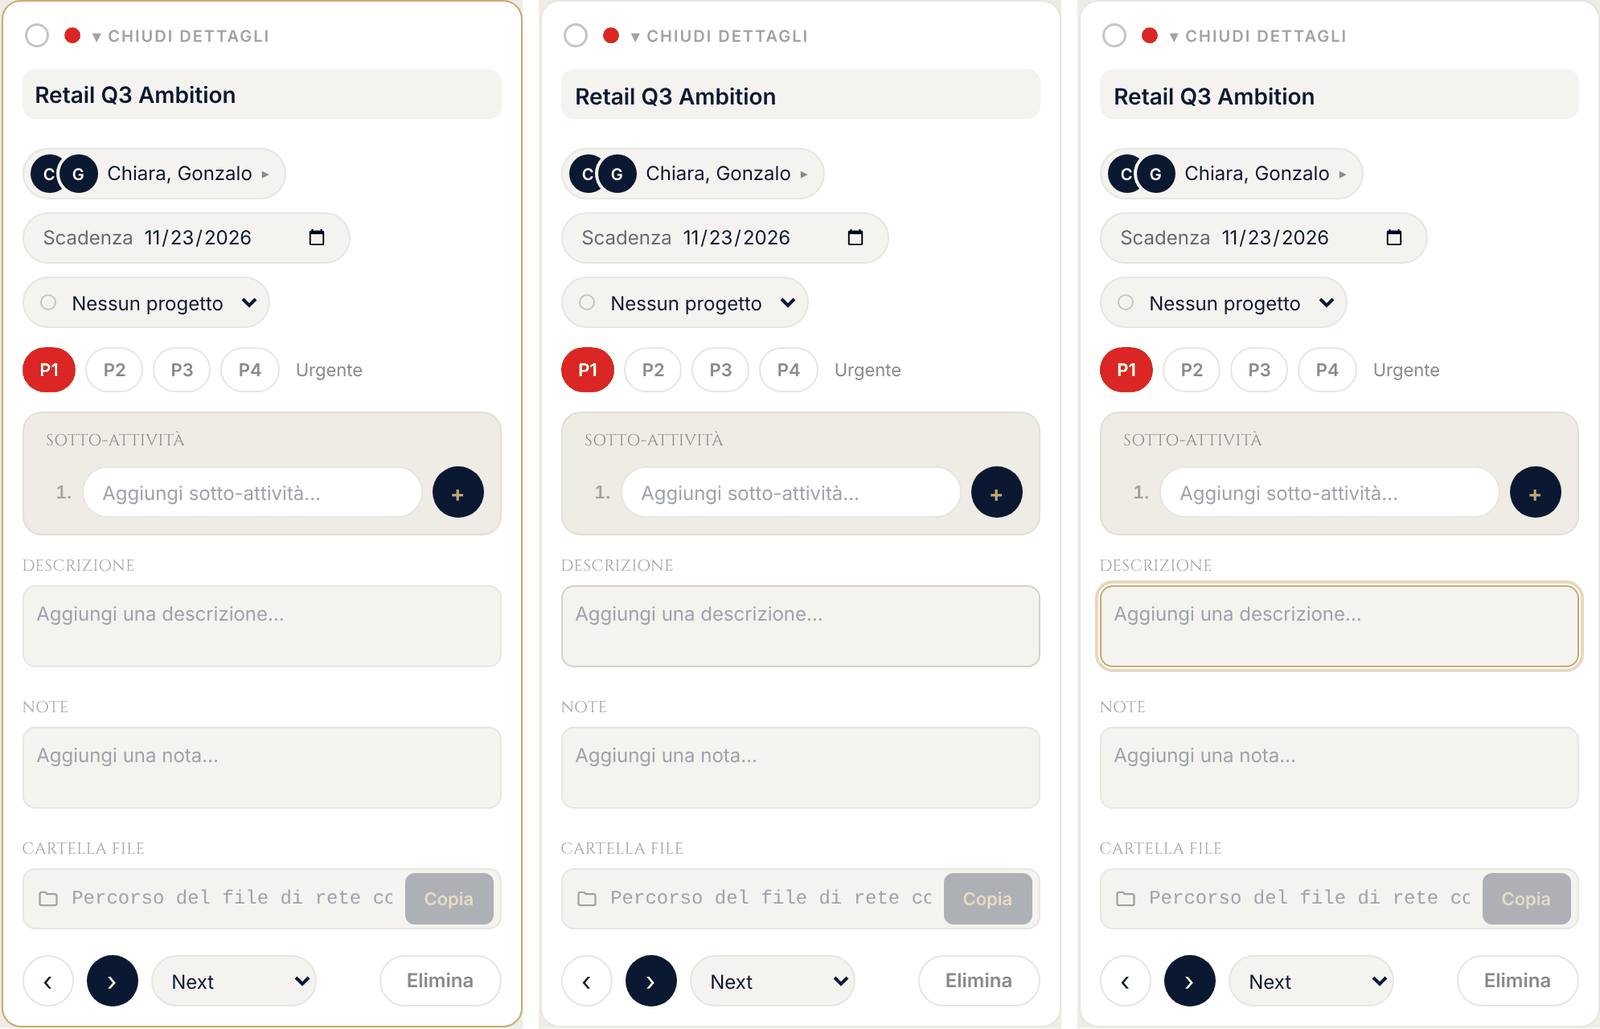 ▾ CHIUDI DETTAGLI
Retail Q3 Ambition
C G Chiara, Gonzalo ▸
Scadenza 11/23/2026
Nessun progetto
P1 P2 P3 P4 Urgente
SOTTO-ATTIVITÀ
1. Aggiungi sotto-attività... +
DESCRIZIONE
Aggiungi una descrizione...
NOTE
Aggiungi una nota...
CARTELLA FILE
Percorso del file di rete co Copia
‹ › Next Elimina
▾ CHIUDI DETTAGLI
Retail Q3 Ambition
C G Chiara, Gonzalo ▸
Scadenza 11/23/2026
Nessun progetto
P1 P2 P3 P4 Urgente
SOTTO-ATTIVITÀ
1. Aggiungi sotto-attività... +
DESCRIZIONE
Aggiungi una descrizione...
NOTE
Aggiungi una nota...
CARTELLA FILE
Percorso del file di rete co Copia
‹ › Next Elimina
▾ CHIUDI DETTAGLI
Retail Q3 Ambition
C G Chiara, Gonzalo ▸
Scadenza 11/23/2026
Nessun progetto
P1 P2 P3 P4 Urgente
SOTTO-ATTIVITÀ
1. Aggiungi sotto-attività... +
DESCRIZIONE
Aggiungi una descrizione...
NOTE
Aggiungi una nota...
CARTELLA FILE
Percorso del file di rete co Copia
‹ › Next Elimina